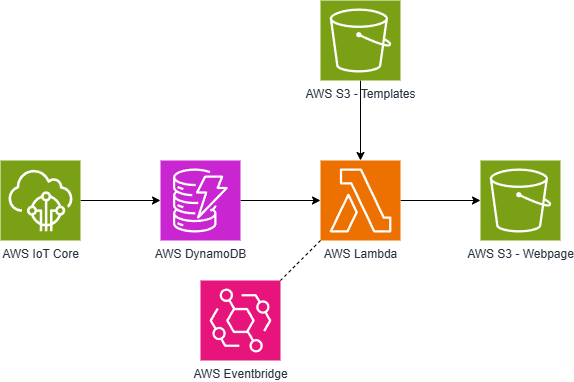 AWS S3 - Templates
AWS IoT Core
AWS DynamoDB
AWS Lambda
AWS S3 - Webpage
AWS Eventbridge